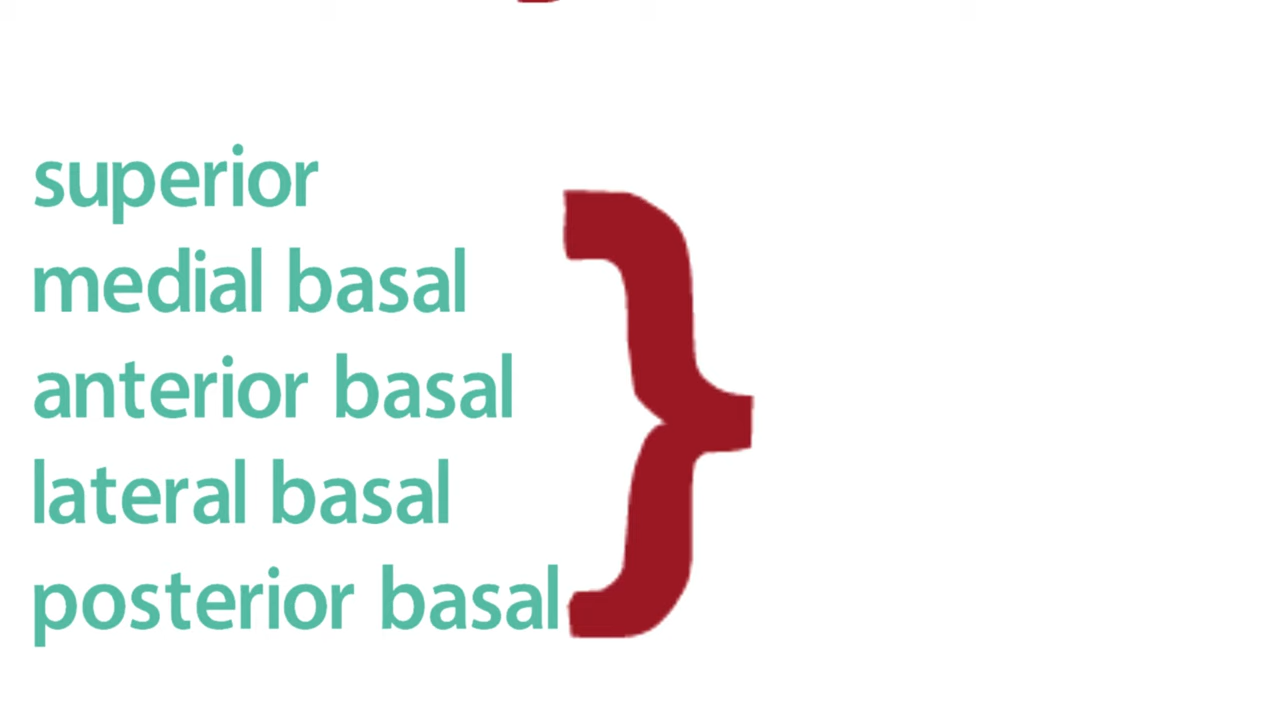 superior
medial basal
anterior basal
lateral basal
posterior basal